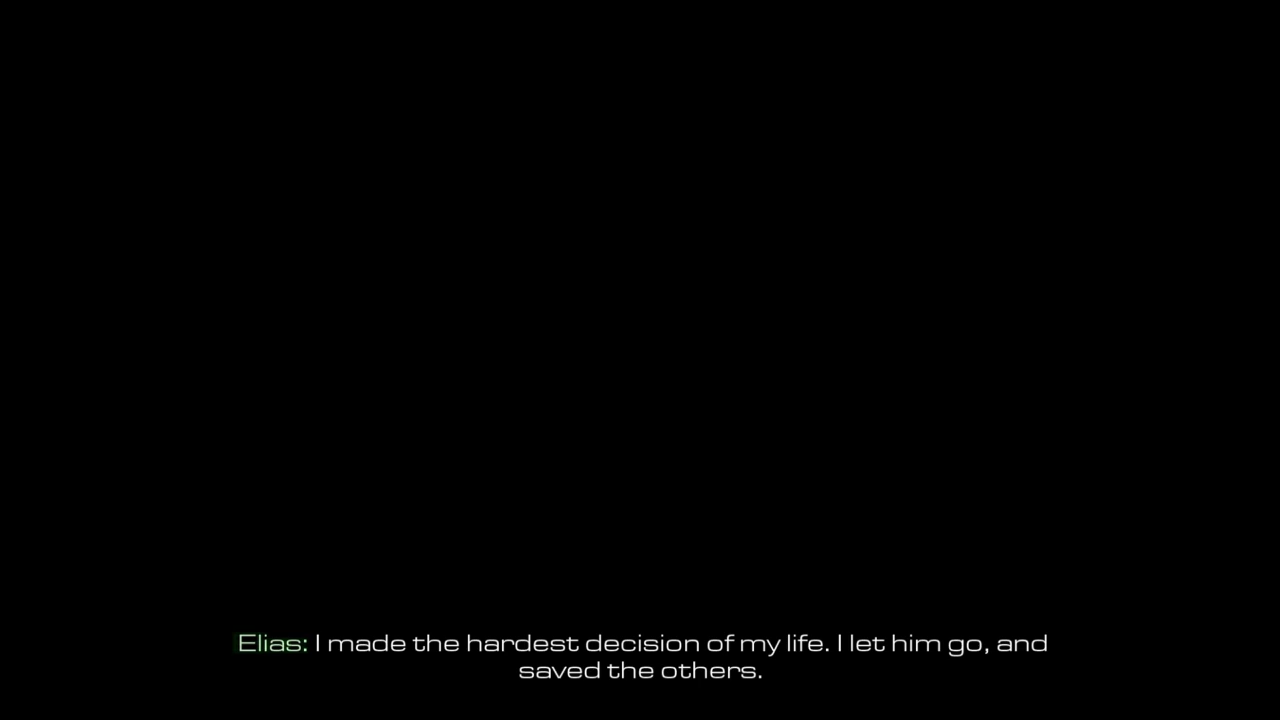 Elias: I made the hardest decision of my life. I let him go, and
saved the others.